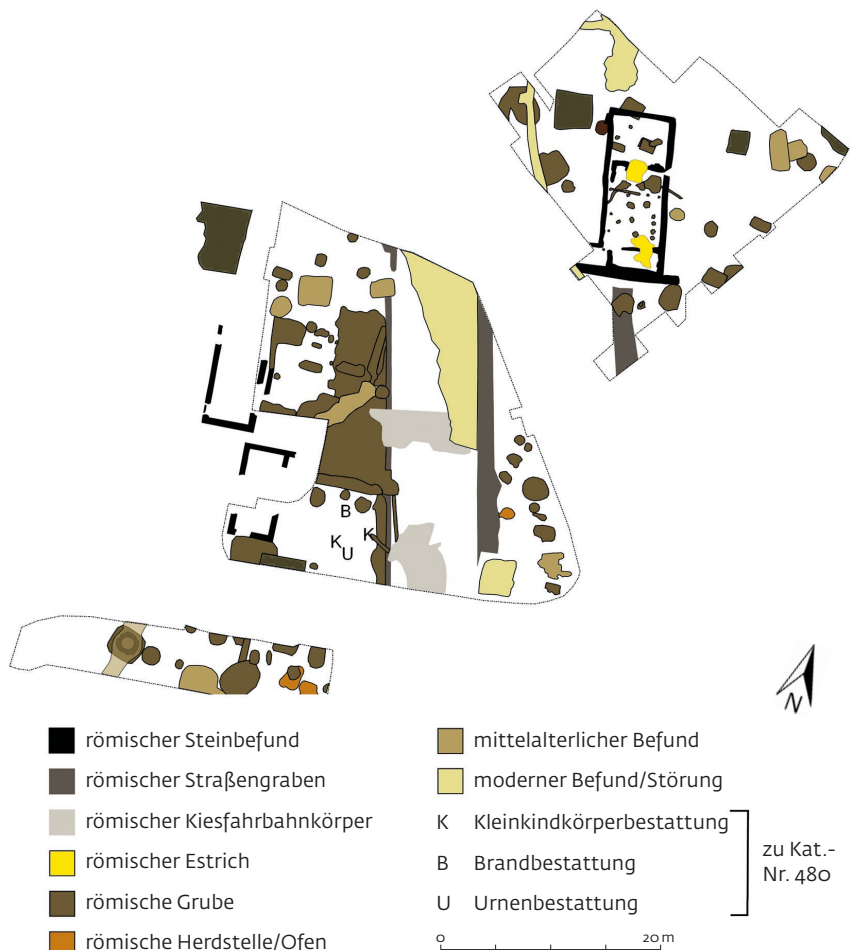 B
K
K
U
N
römischer Steinbefund
römischer Straßengraben
römischer Kiesfahrbahnkörper
römischer Estrich
römische Grube
römische Herdstelle/Ofen
mittelalterlicher Befund
moderner Befund/Störung
K Kleinkindkörperbestattung
B Brandbestattung
U Urnenbestattung
zu Kat.-
Nr. 480
0 20 m